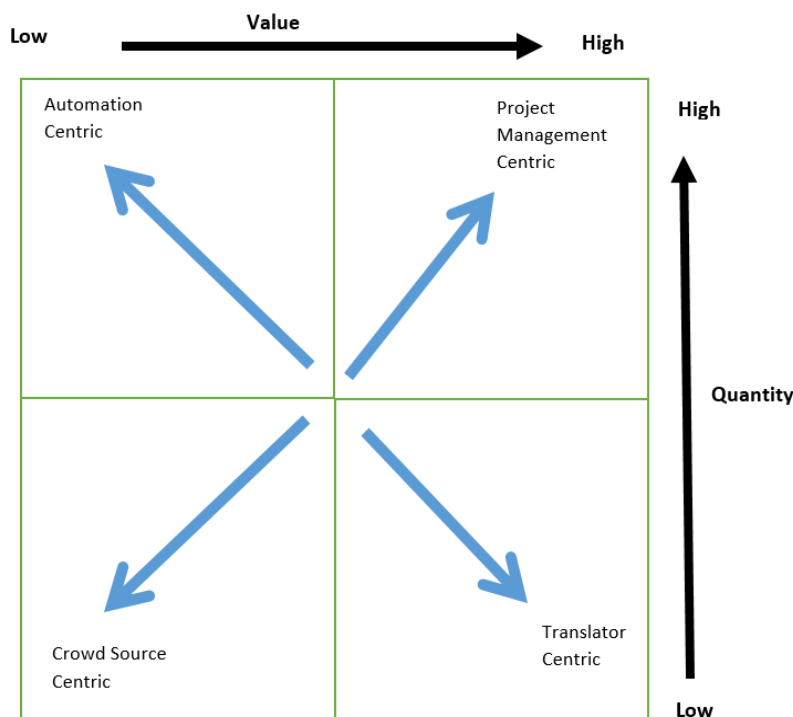 Value
Low
High
Automation
Centric
Project
Management
Centric
High
Quantity
Crowd Source
Centric
Translator
Centric
Low